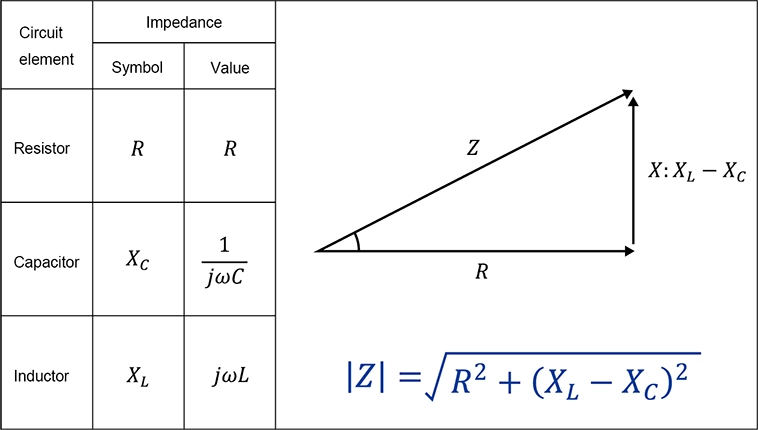 Circuit element
Impedance
Symbol
Value
Resistor
R
R
Capacitor
X_C
1/jωC
Inductor
X_L
jωL
Z
X: X_L − X_C
R
|Z| = √(R² + (X_L − X_C)²)